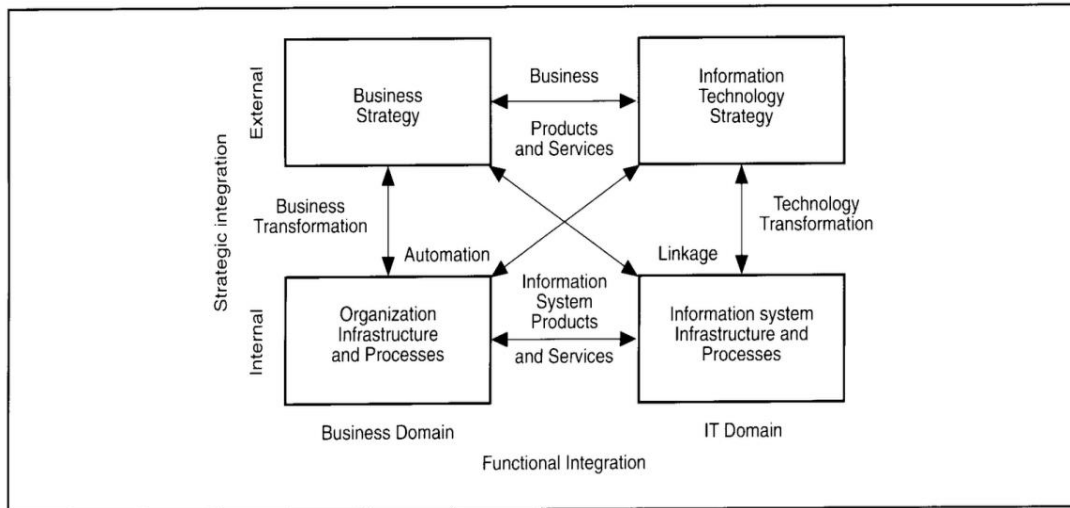 External
Business
Strategy
Business
Products
and Services
Information
Technology
Strategy
Strategic integration
Business
Transformation
Technology
Transformation
Automation
Linkage
Internal
Organization
Infrastructure
and Processes
Information
System
Products
and Services
Information system
Infrastructure and
Processes
Business Domain
IT Domain
Functional Integration